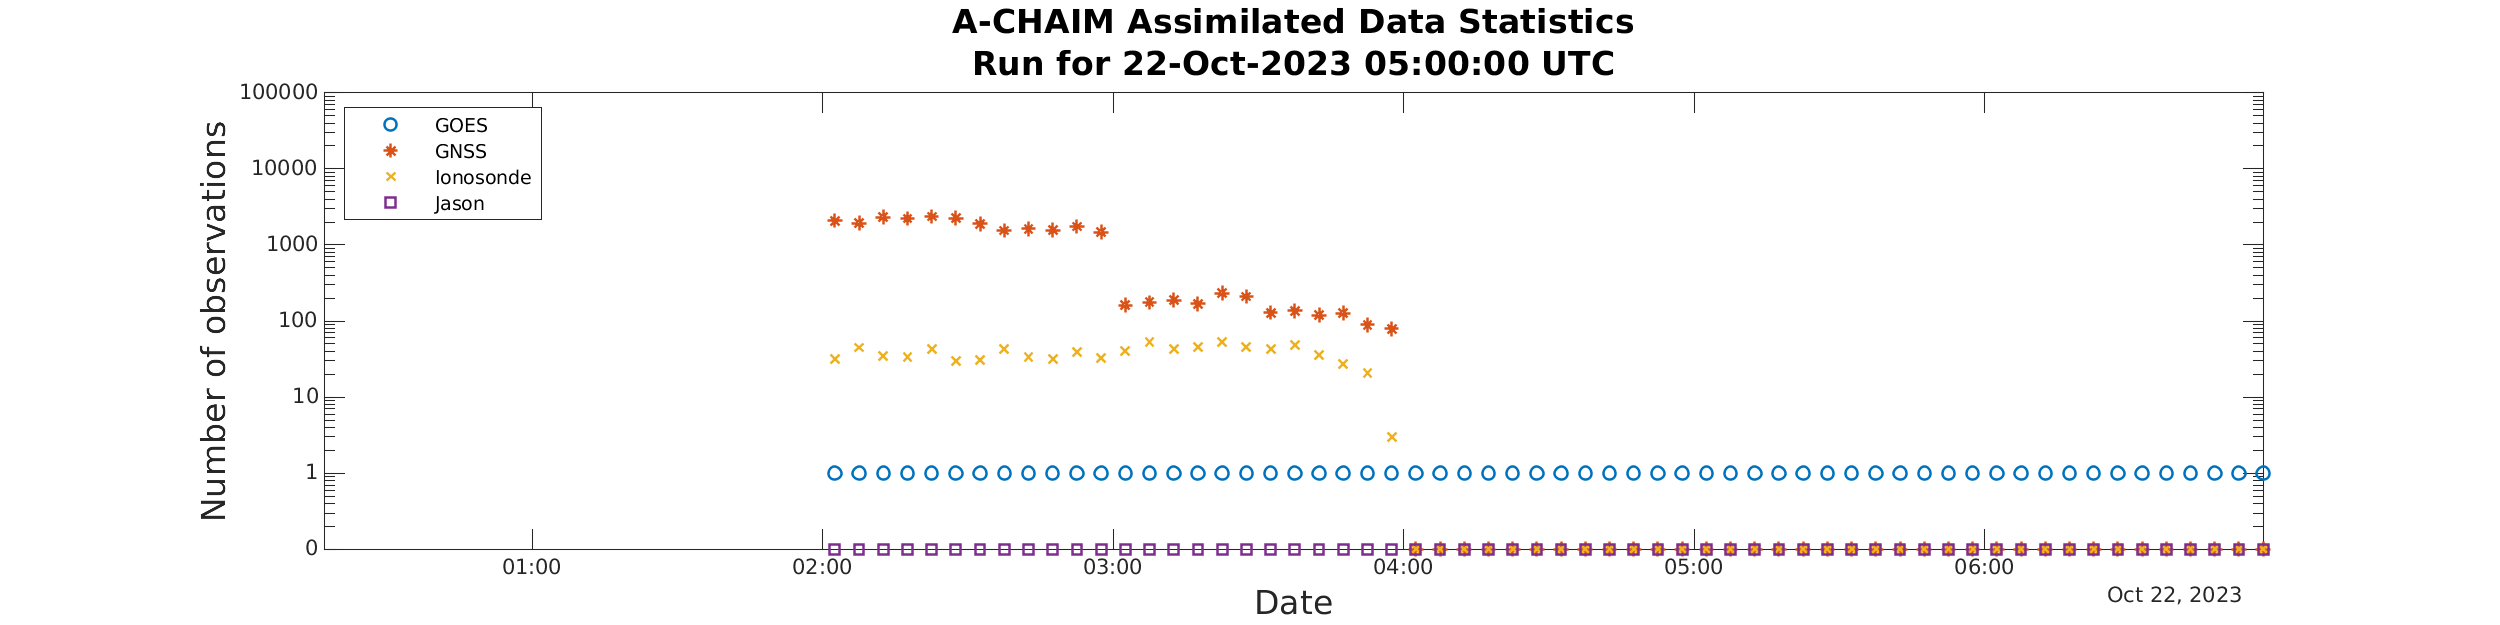 A-CHAIM Assimilated Data Statistics
Run for 22-Oct-2023 05:00:00 UTC
Number of observations
100000
10000
1000
100
10
1
0
GOES
GNSS
Ionosonde
Jason
01:00 02:00 03:00 04:00 05:00 06:00
Date
Oct 22, 2023